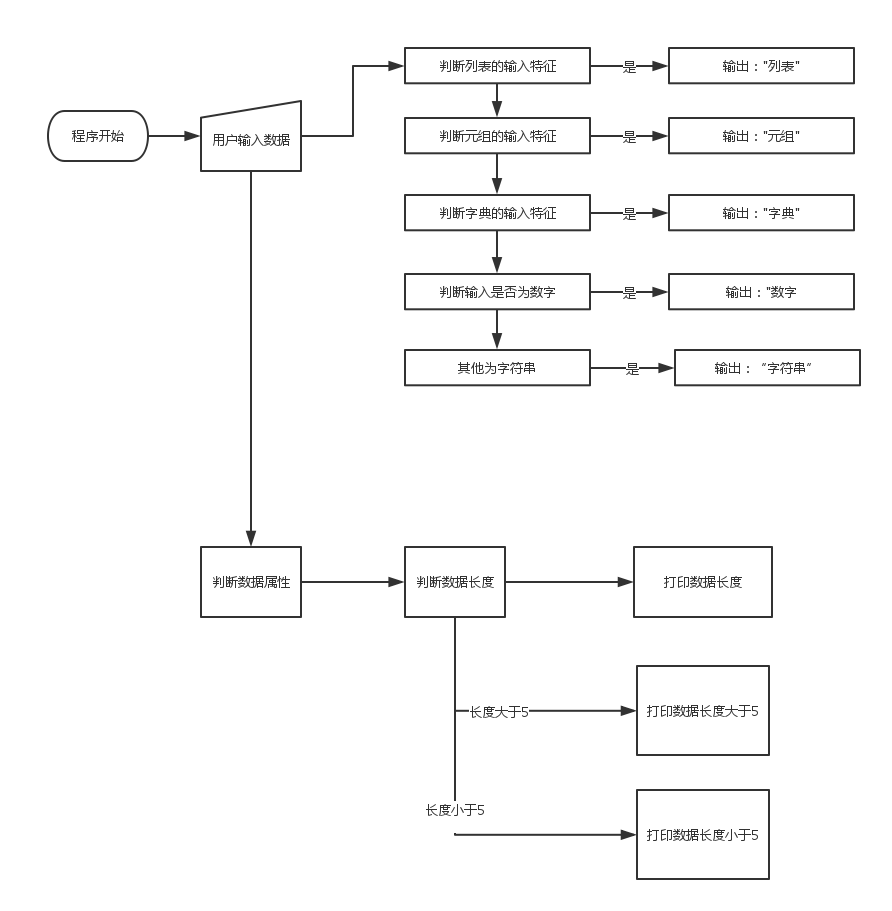 判断列表的输入特征
是
输出："列表"
程序开始
用户输入数据
判断元组的输入特征
是
输出："元组"
判断字典的输入特征
是
输出："字典"
判断输入是否为数字
是
输出："数字
其他为字符串
是
输出：“字符串”
判断数据属性
判断数据长度
打印数据长度
长度大于5
打印数据长度大于5
长度小于5
打印数据长度小于5